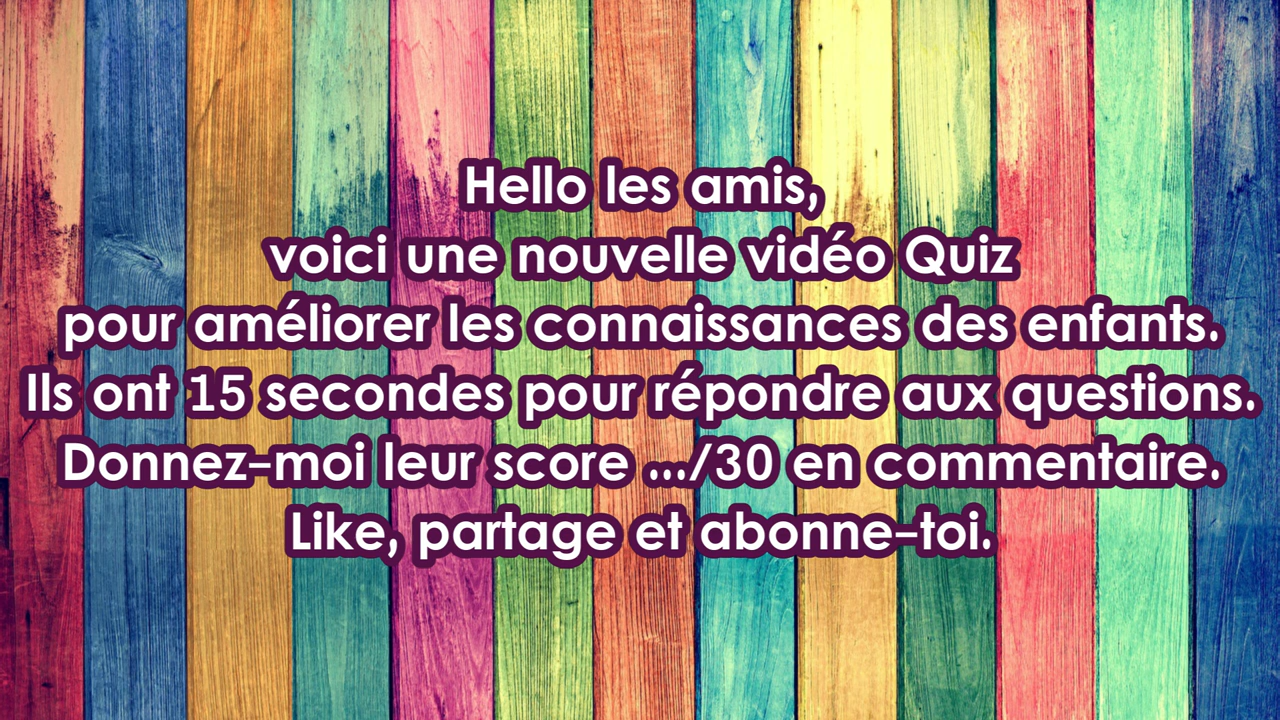 Hello les amis,
voici une nouvelle vidéo Quiz
pour améliorer les connaissances des enfants.
Ils ont 15 secondes pour répondre aux questions.
Donnez-moi leur score .../30 en commentaire.
Like, partage et abonne-toi.